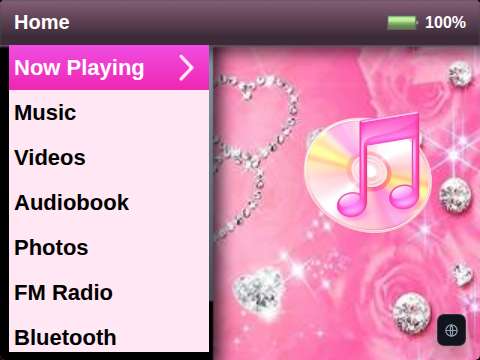 Home
100%
Now Playing
Music
Videos
Audiobook
Photos
FM Radio
Bluetooth